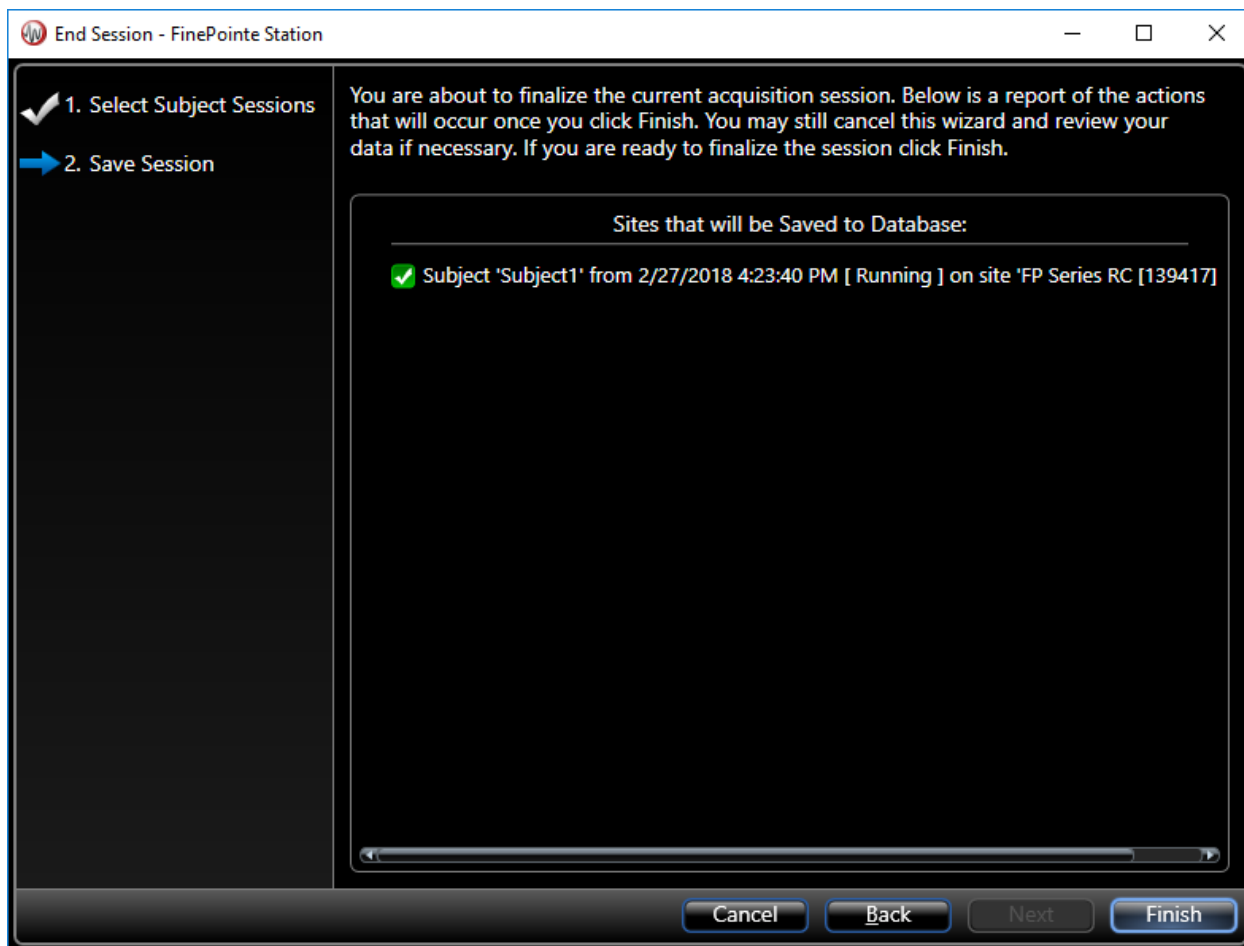 End Session - FinePointe Station
1. Select Subject Sessions
2. Save Session
You are about to finalize the current acquisition session. Below is a report of the actions
that will occur once you click Finish. You may still cancel this wizard and review your
data if necessary. If you are ready to finalize the session click Finish.
Sites that will be Saved to Database:
Subject 'Subject1' from 2/27/2018 4:23:40 PM [ Running ] on site 'FP Series RC [139417]
Cancel
Back
Next
Finish